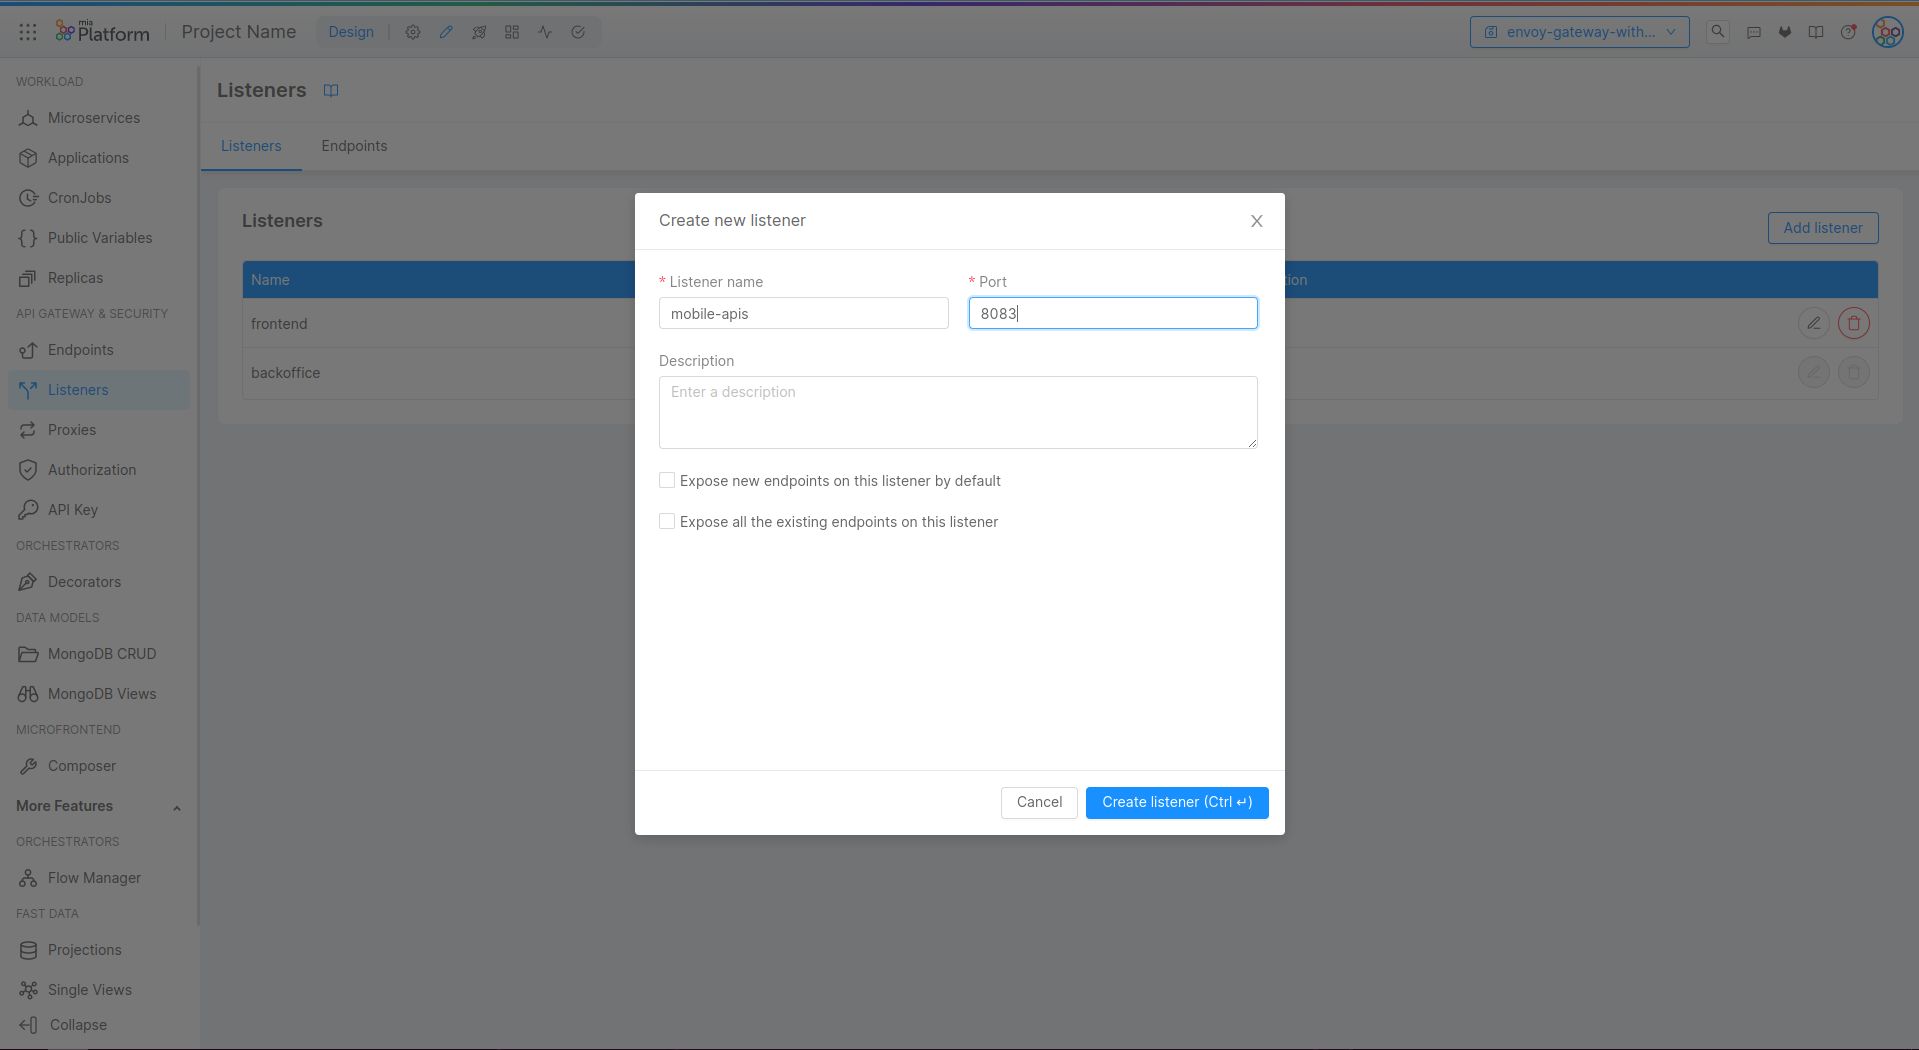 mia
Platform
Project Name
Design
envoy-gateway-with...
WORKLOAD
Microservices
Applications
CronJobs
Public Variables
Replicas
API GATEWAY & SECURITY
Endpoints
Listeners
Proxies
Authorization
API Key
ORCHESTRATORS
Decorators
DATA MODELS
MongoDB CRUD
MongoDB Views
MICROFRONTEND
Composer
More Features
ORCHESTRATORS
Flow Manager
FAST DATA
Projections
Single Views
Collapse
Listeners
Listeners
Endpoints
Listeners
Add listener
Name
tion
frontend
backoffice
Create new listener
* Listener name
* Port
mobile-apis
8083
Description
Enter a description
Expose new endpoints on this listener by default
Expose all the existing endpoints on this listener
Cancel
Create listener (Ctrl ↵)